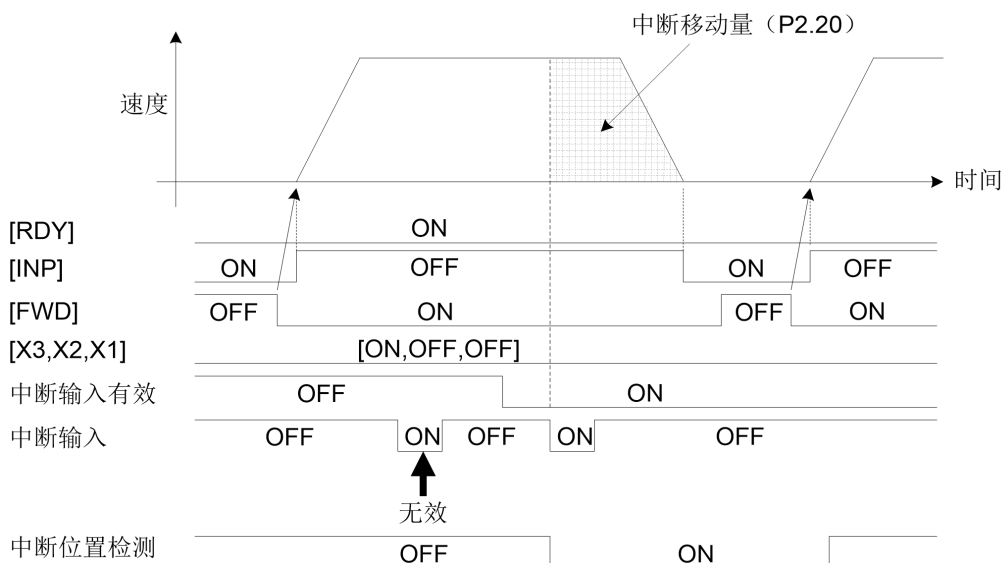 中断移动量（P2.20）
速度
时间
[RDY] ON
[INP] ON OFF ON OFF
[FWD] OFF ON OFF ON
[X3,X2,X1] [ON,OFF,OFF]
中断输入有效 OFF ON
中断输入 OFF ON OFF ON OFF
无效
中断位置检测 OFF ON